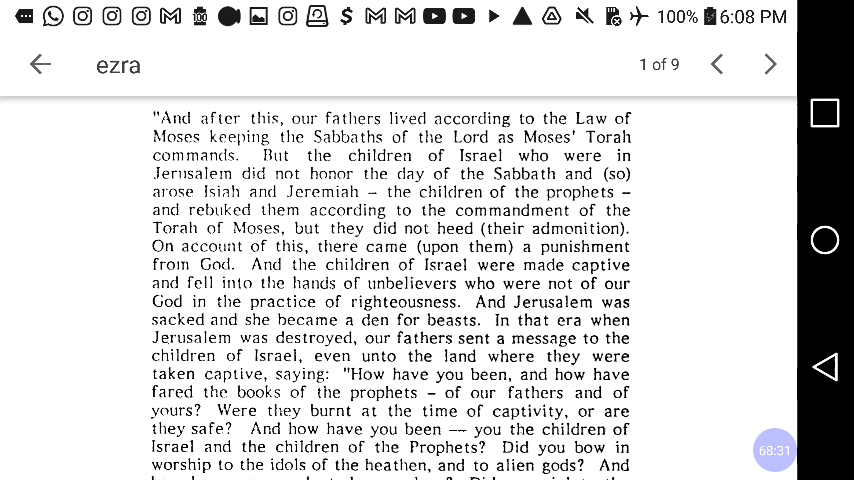 100% 6:08 PM
ezra 1 of 9
"And after this, our fathers lived according to the Law of
Moses keeping the Sabbaths of the Lord as Moses' Torah
commands. But the children of Israel who were in
Jerusalem did not honor the day of the Sabbath and (so)
arose Isiah and Jeremiah – the children of the prophets –
and rebuked them according to the commandment of the
Torah of Moses, but they did not heed (their admonition).
On account of this, there came (upon them) a punishment
from God. And the children of Israel were made captive
and fell into the hands of unbelievers who were not of our
God in the practice of righteousness. And Jerusalem was
sacked and she became a den for beasts. In that era when
Jerusalem was destroyed, our fathers sent a message to the
children of Israel, even unto the land where they were
taken captive, saying: "How have you been, and how have
fared the books of the prophets – of our fathers and of
yours? Were they burnt at the time of captivity, or are
they safe? And how have you been -- you the children of
Israel and the children of the Prophets? Did you bow in
worship to the idols of the heathen, and to alien gods? And
68:31